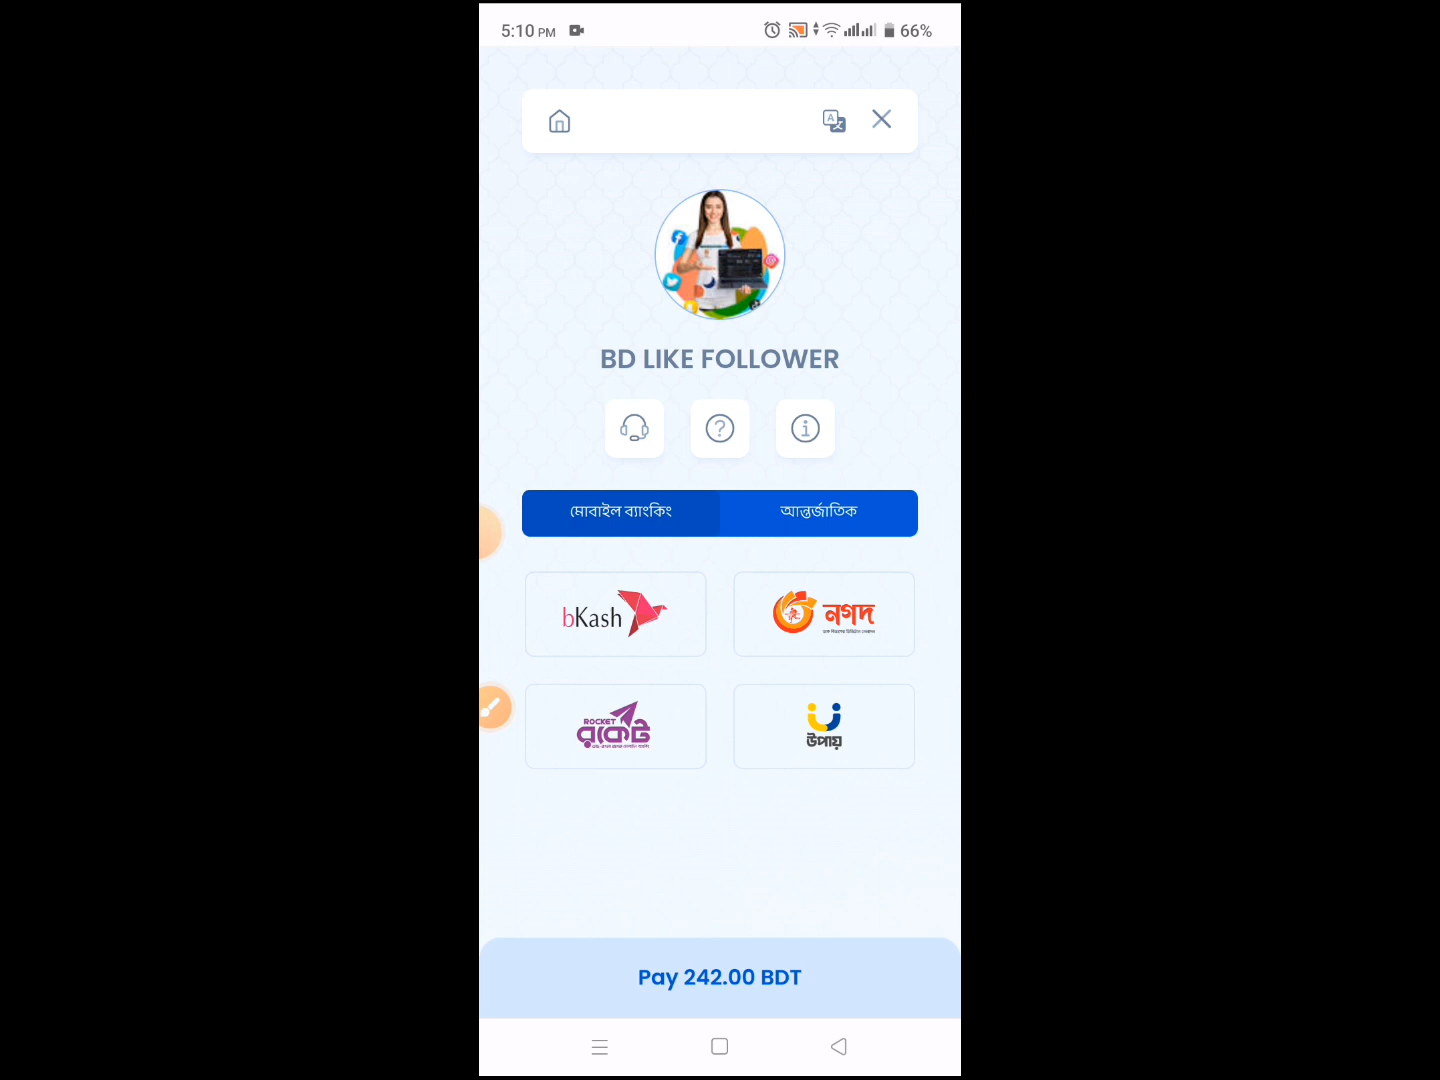 5:10 PM
66%
BD LIKE FOLLOWER
মোবাইল ব্যাংকিং
আন্তর্জাতিক
bKash
নগদ
ROCKET
রকেট
উপায়
Pay 242.00 BDT